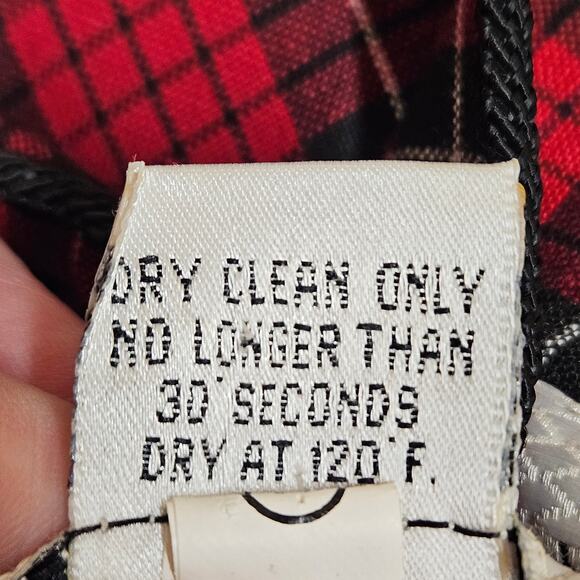 DRY CLEAN ONLY
NO LONGER THAN
30 SECONDS
DRY AT 120°F.